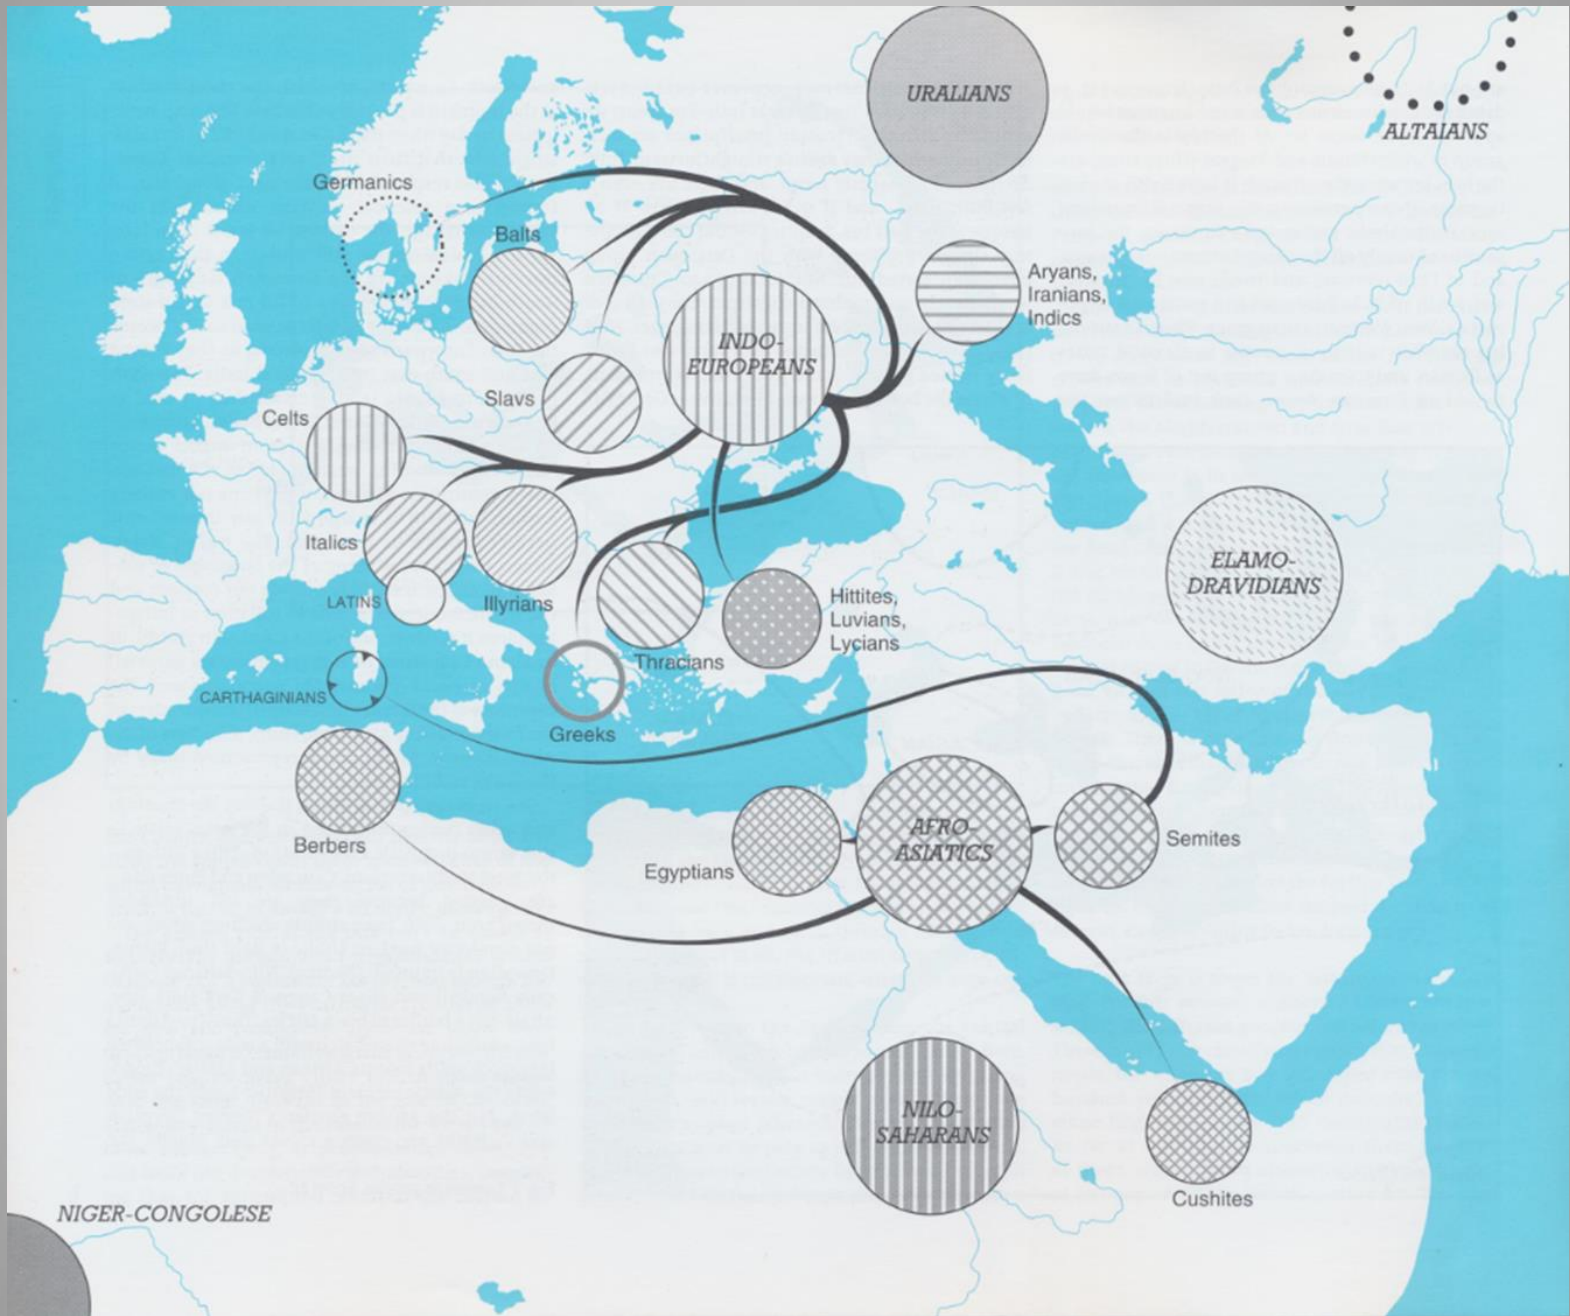 URALIANS
ALTAIANS
Germanics
Balts
Aryans,
Iranians,
Indics
INDO-
EUROPEANS
Slavs
Celts
Italics
LATINS
Illyrians
ELAMO-
DRAVIDIANS
Hittites,
Luvians,
Lycians
Thracians
CARTHAGINIANS
Greeks
Berbers
Egyptians
AFRO-
ASIATICS
Semites
NILO-
SAHARANS
Cushites
NIGER-CONGOLESE